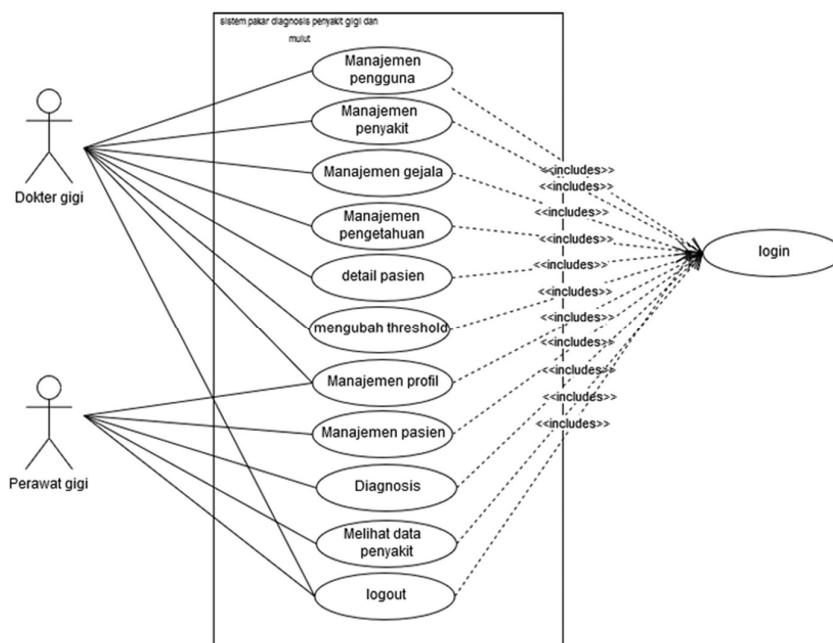 sistem pakar diagnosis penyakit gigi dan
mulut
Manajemen
pengguna
Manajemen
penyakit
Manajemen gejala
Manajemen
pengetahuan
detail pasien
mengubah threshold
Manajemen profil
Manajemen pasien
Diagnosis
Melihat data
penyakit
logout
Dokter gigi
Perawat gigi
<<includes>>
<<includes>>
<<includes>>
<<includes>>
<<includes>>
<<includes>>
<<includes>>
<<includes>>
<<includes>>
<<includes>>
<<includes>>
login